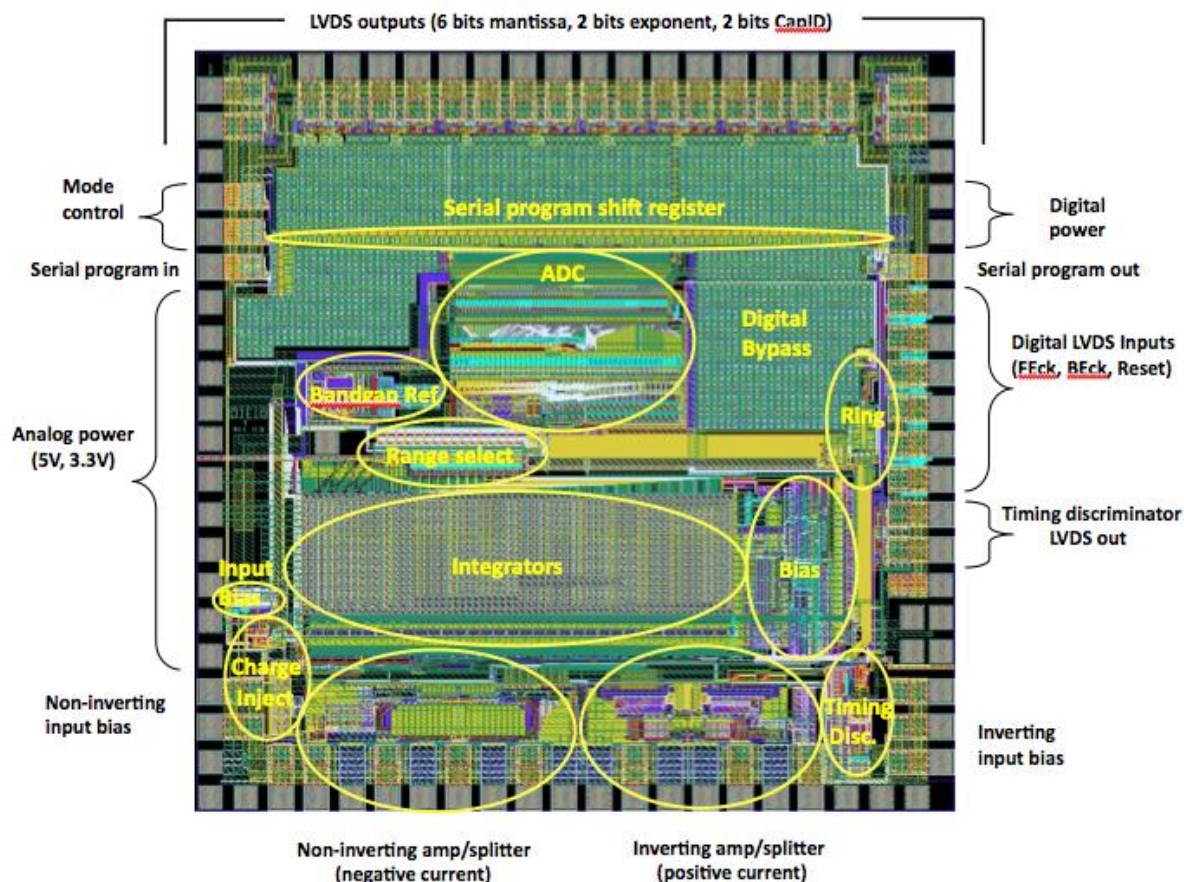 LVDS outputs (6 bits mantissa, 2 bits exponent, 2 bits CapID)
Mode
control
Serial program shift register
Digital
power
Serial program in
ADC
Serial program out
Digital
Bypass
Digital LVDS Inputs
(FEck, BEck, Reset)
Bandgap Ref
Ring
Analog power
(5V, 3.3V)
Range select
Timing discriminator
LVDS out
Input
Bias
Integrators
Bias
Charge
Inject
Non-inverting
input bias
Timing
Disc.
Inverting
input bias
Non-inverting amp/splitter
(negative current)
Inverting amp/splitter
(positive current)